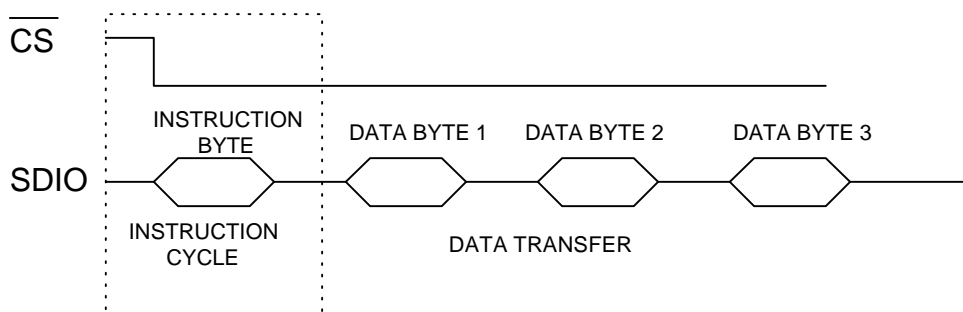 CS
INSTRUCTION
BYTE
DATA BYTE 1
DATA BYTE 2
DATA BYTE 3
SDIO
INSTRUCTION
CYCLE
DATA TRANSFER